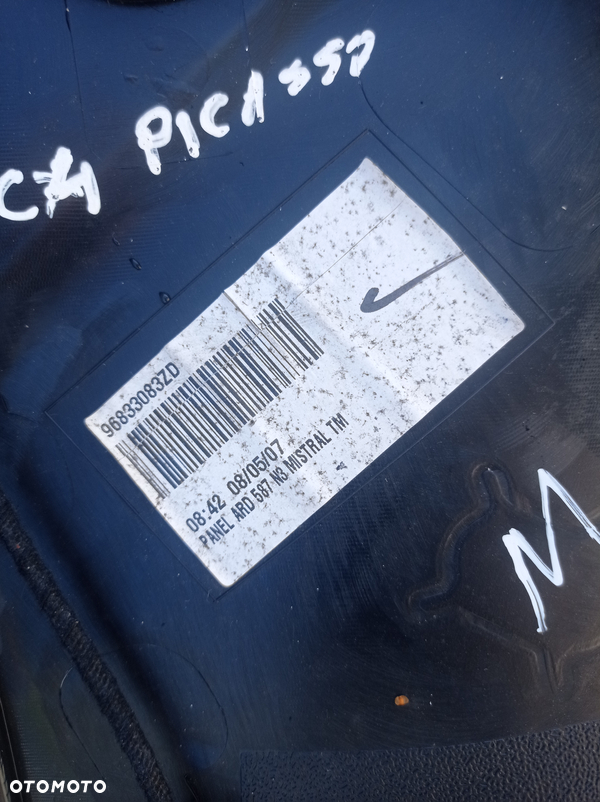 C4 PICASSO
96833083ZD
08:42 08/05/07
PANEL ARD 587-N3 MISTRAL TM
M
OTOMOTO